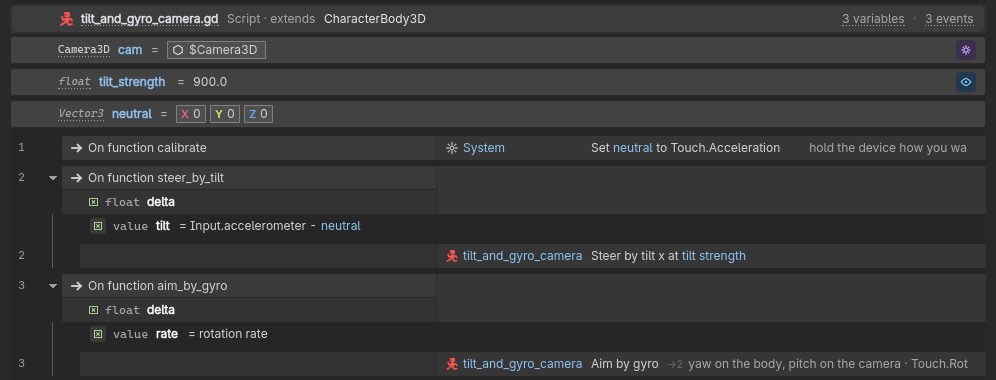 tilt_and_gyro_camera.gd Script · extends CharacterBody3D 3 variables · 3 events
Camera3D cam = $Camera3D
float tilt_strength = 900.0
Vector3 neutral = X 0 Y 0 Z 0
1 On function calibrate System Set neutral to Touch.Acceleration hold the device how you wa
2 On function steer_by_tilt
float delta
value tilt = Input.accelerometer - neutral
2 tilt_and_gyro_camera Steer by tilt x at tilt strength
3 On function aim_by_gyro
float delta
value rate = rotation rate
3 tilt_and_gyro_camera Aim by gyro →2 yaw on the body, pitch on the camera · Touch.Rot